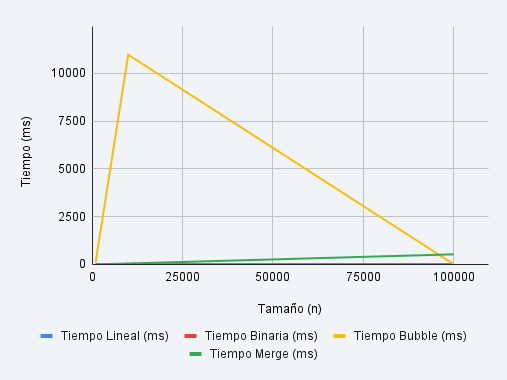 Tiempo (ms)
10000
7500
5000
2500
0
0
25000
50000
75000
100000
Tamaño (n)
Tiempo Lineal (ms)
Tiempo Binaria (ms)
Tiempo Bubble (ms)
Tiempo Merge (ms)